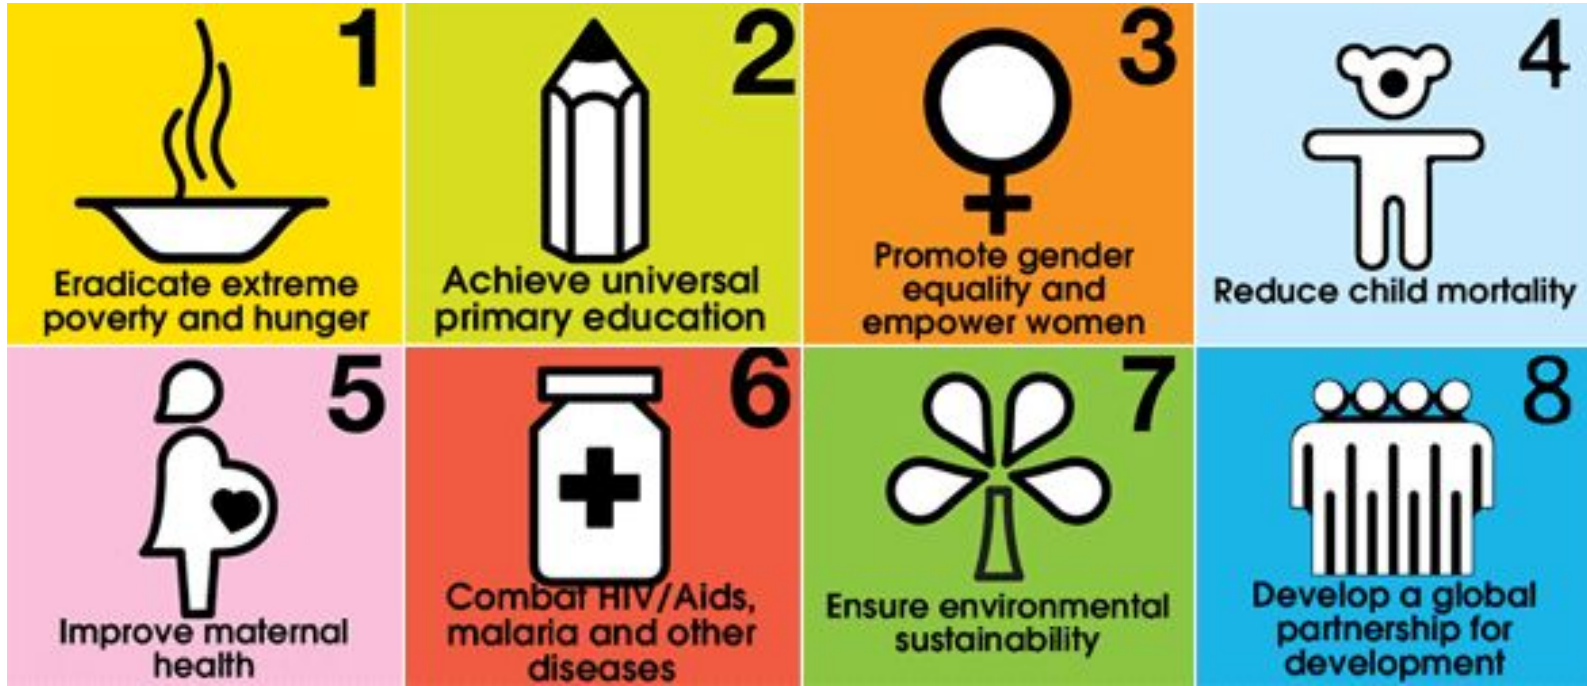 1
Eradicate extreme
poverty and hunger
2
Achieve universal
primary education
3
Promote gender
equality and
empower women
4
Reduce child mortality
5
Improve maternal
health
6
Combat HIV/Aids,
malaria and other
diseases
7
Ensure environmental
sustainability
8
Develop a global
partnership for
development